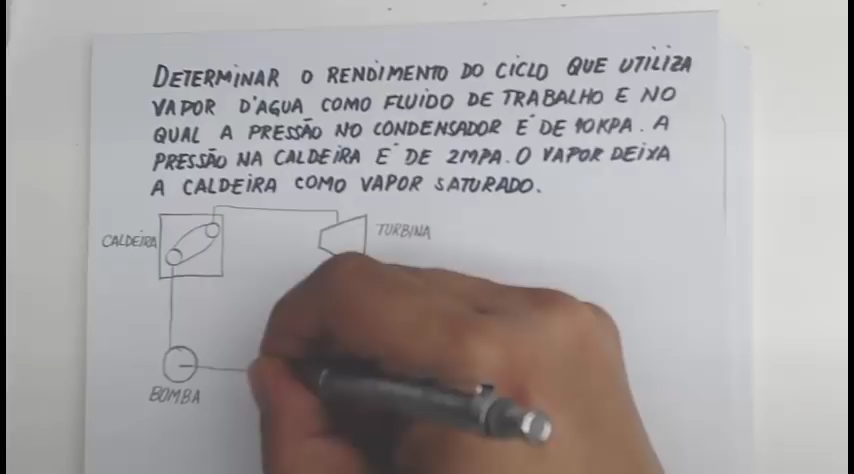 DETERMINAR O RENDIMENTO DO CICLO QUE UTILIZA
VAPOR D'AGUA COMO FLUÍDO DE TRABALHO E NO
QUAL A PRESSÃO NO CONDENSADOR E' DE 10KPA. A
PRESSÃO NA CALDEIRA E' DE 2MPA. O VAPOR DEIXA
A CALDEIRA COMO VAPOR SATURADO.
CALDEIRA
TURBINA
BOMBA